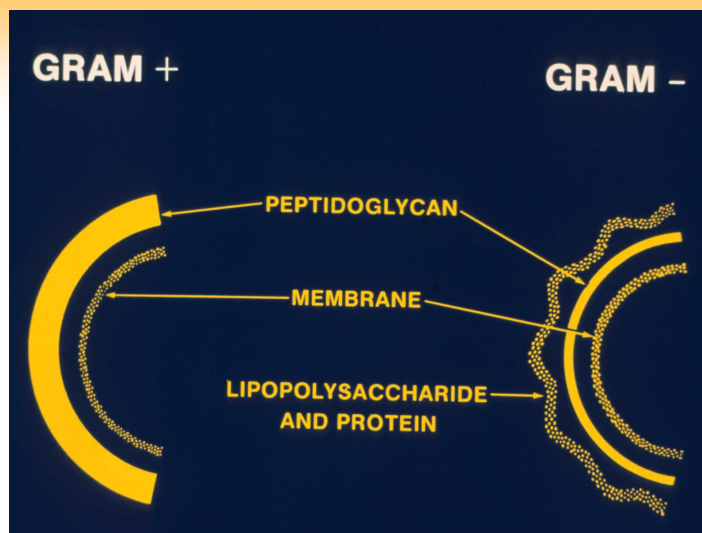 GRAM +
GRAM –
PEPTIDOGLYCAN
MEMBRANE
LIPOPOLYSACCHARIDE
AND PROTEIN